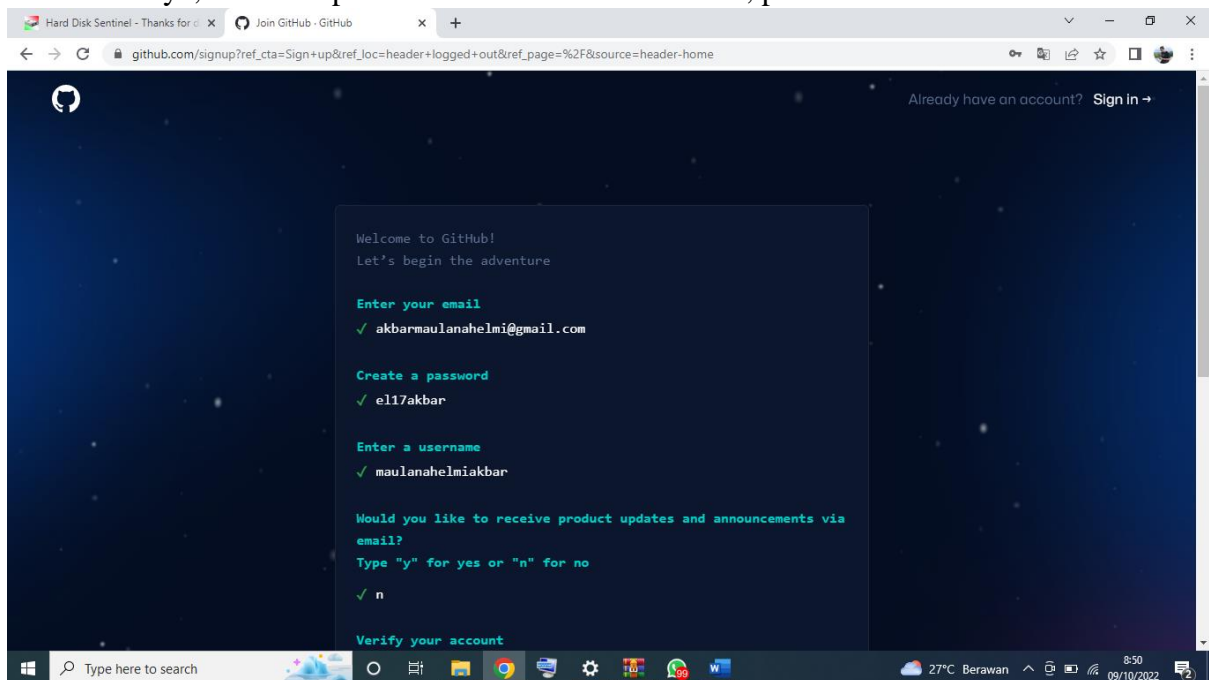 Hard Disk Sentinel - Thanks for d
Join GitHub · GitHub
github.com/signup?ref_cta=Sign+up&ref_loc=header+logged+out&ref_page=%2F&source=header-home
Already have an account? Sign in →
Welcome to GitHub!
Let's begin the adventure
Enter your email
✓ akbarmaulanahelmi@gmail.com
Create a password
✓ el17akbar
Enter a username
✓ maulanahelmiakbar
Would you like to receive product updates and announcements via
email?
Type "y" for yes or "n" for no
✓ n
Verify your account
Type here to search
99
27°C Berawan
8:50
09/10/2022
2